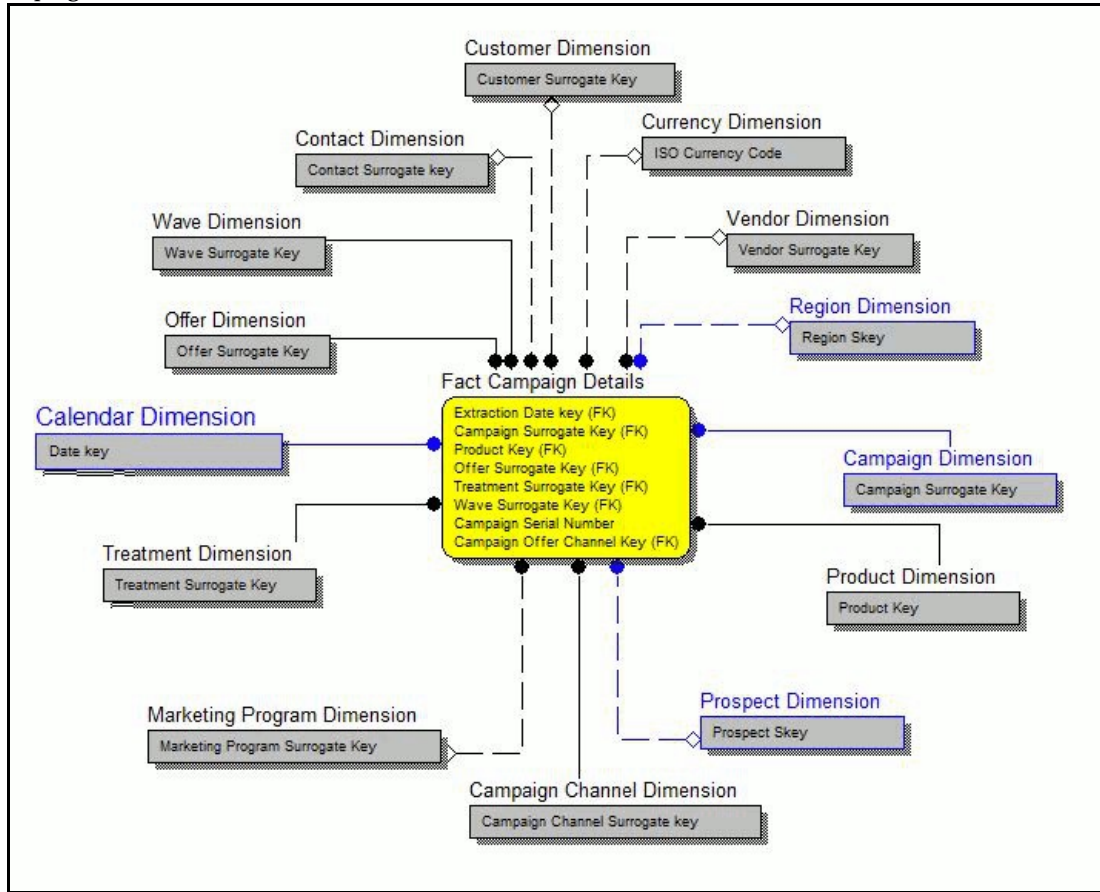 Customer Dimension
Customer Surrogate Key
Currency Dimension
ISO Currency Code
Contact Dimension
Contact Surrogate key
Wave Dimension
Wave Surrogate Key
Vendor Dimension
Vendor Surrogate Key
Region Dimension
Region Skey
Offer Dimension
Offer Surrogate Key
Fact Campaign Details
Extraction Date key (FK)
Campaign Surrogate Key (FK)
Product Key (FK)
Offer Surrogate Key (FK)
Treatment Surrogate Key (FK)
Wave Surrogate Key (FK)
Campaign Serial Number
Campaign Offer Channel Key (FK)
Calendar Dimension
Date key
Campaign Dimension
Campaign Surrogate Key
Treatment Dimension
Treatment Surrogate Key
Product Dimension
Product Key
Marketing Program Dimension
Marketing Program Surrogate Key
Prospect Dimension
Prospect Skey
Campaign Channel Dimension
Campaign Channel Surrogate key